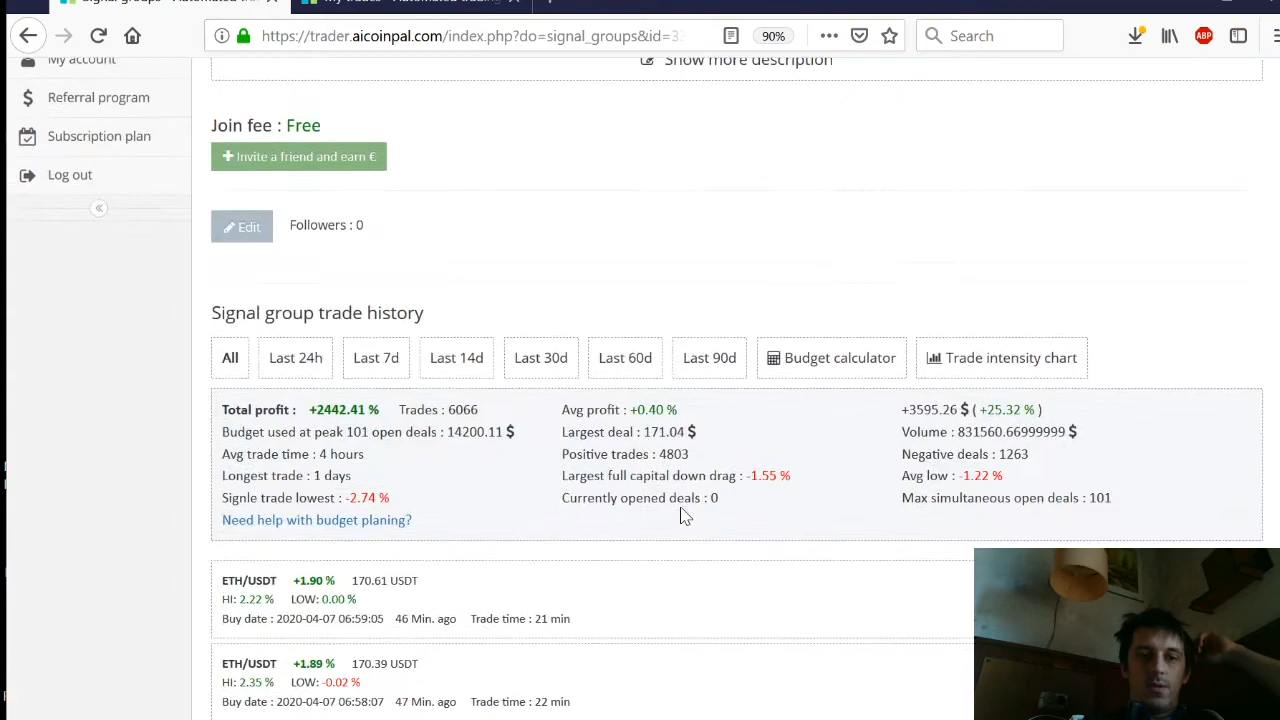 Signal groups - Automated
My trades - Automated trading
https://trader.aicoinpal.com/index.php?do=signal_groups&id=3
90%
Search
ABP
My account
Referral program
Subscription plan
Log out
Show more description
Join fee : Free
Invite a friend and earn €
Edit
Followers : 0
Signal group trade history
All
Last 24h
Last 7d
Last 14d
Last 30d
Last 60d
Last 90d
Budget calculator
Trade intensity chart
Total profit : +2442.41 % Trades : 6066
Avg profit : +0.40 %
+3595.26 $ ( +25.32 % )
Budget used at peak 101 open deals : 14200.11 $
Largest deal : 171.04 $
Volume : 831560.66999999 $
Avg trade time : 4 hours
Positive trades : 4803
Negative deals : 1263
Longest trade : 1 days
Largest full capital down drag : -1.55 %
Avg low : -1.22 %
Signle trade lowest : -2.74 %
Currently opened deals : 0
Max simultaneous open deals : 101
Need help with budget planing?
ETH/USDT +1.90 % 170.61 USDT
HI: 2.22 % LOW: 0.00 %
Buy date : 2020-04-07 06:59:05 46 Min. ago Trade time : 21 min
ETH/USDT +1.89 % 170.39 USDT
HI: 2.35 % LOW: -0.02 %
Buy date : 2020-04-07 06:58:07 47 Min. ago Trade time : 22 min